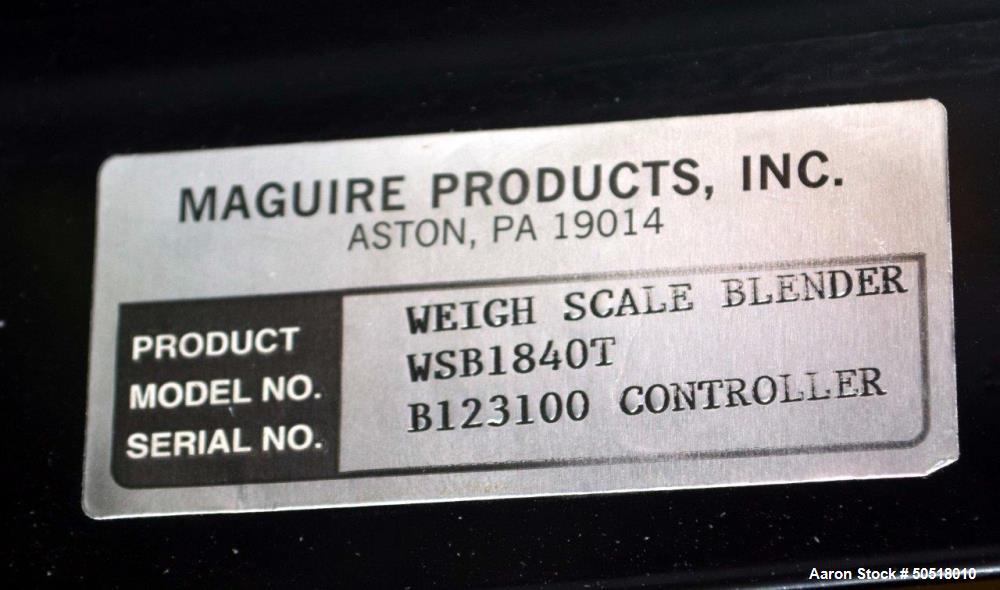 MAGUIRE PRODUCTS, INC.
ASTON, PA 19014
PRODUCT WEIGH SCALE BLENDER
MODEL NO. WSB1840T
SERIAL NO. B123100 CONTROLLER
Aaron Stock # 50518010